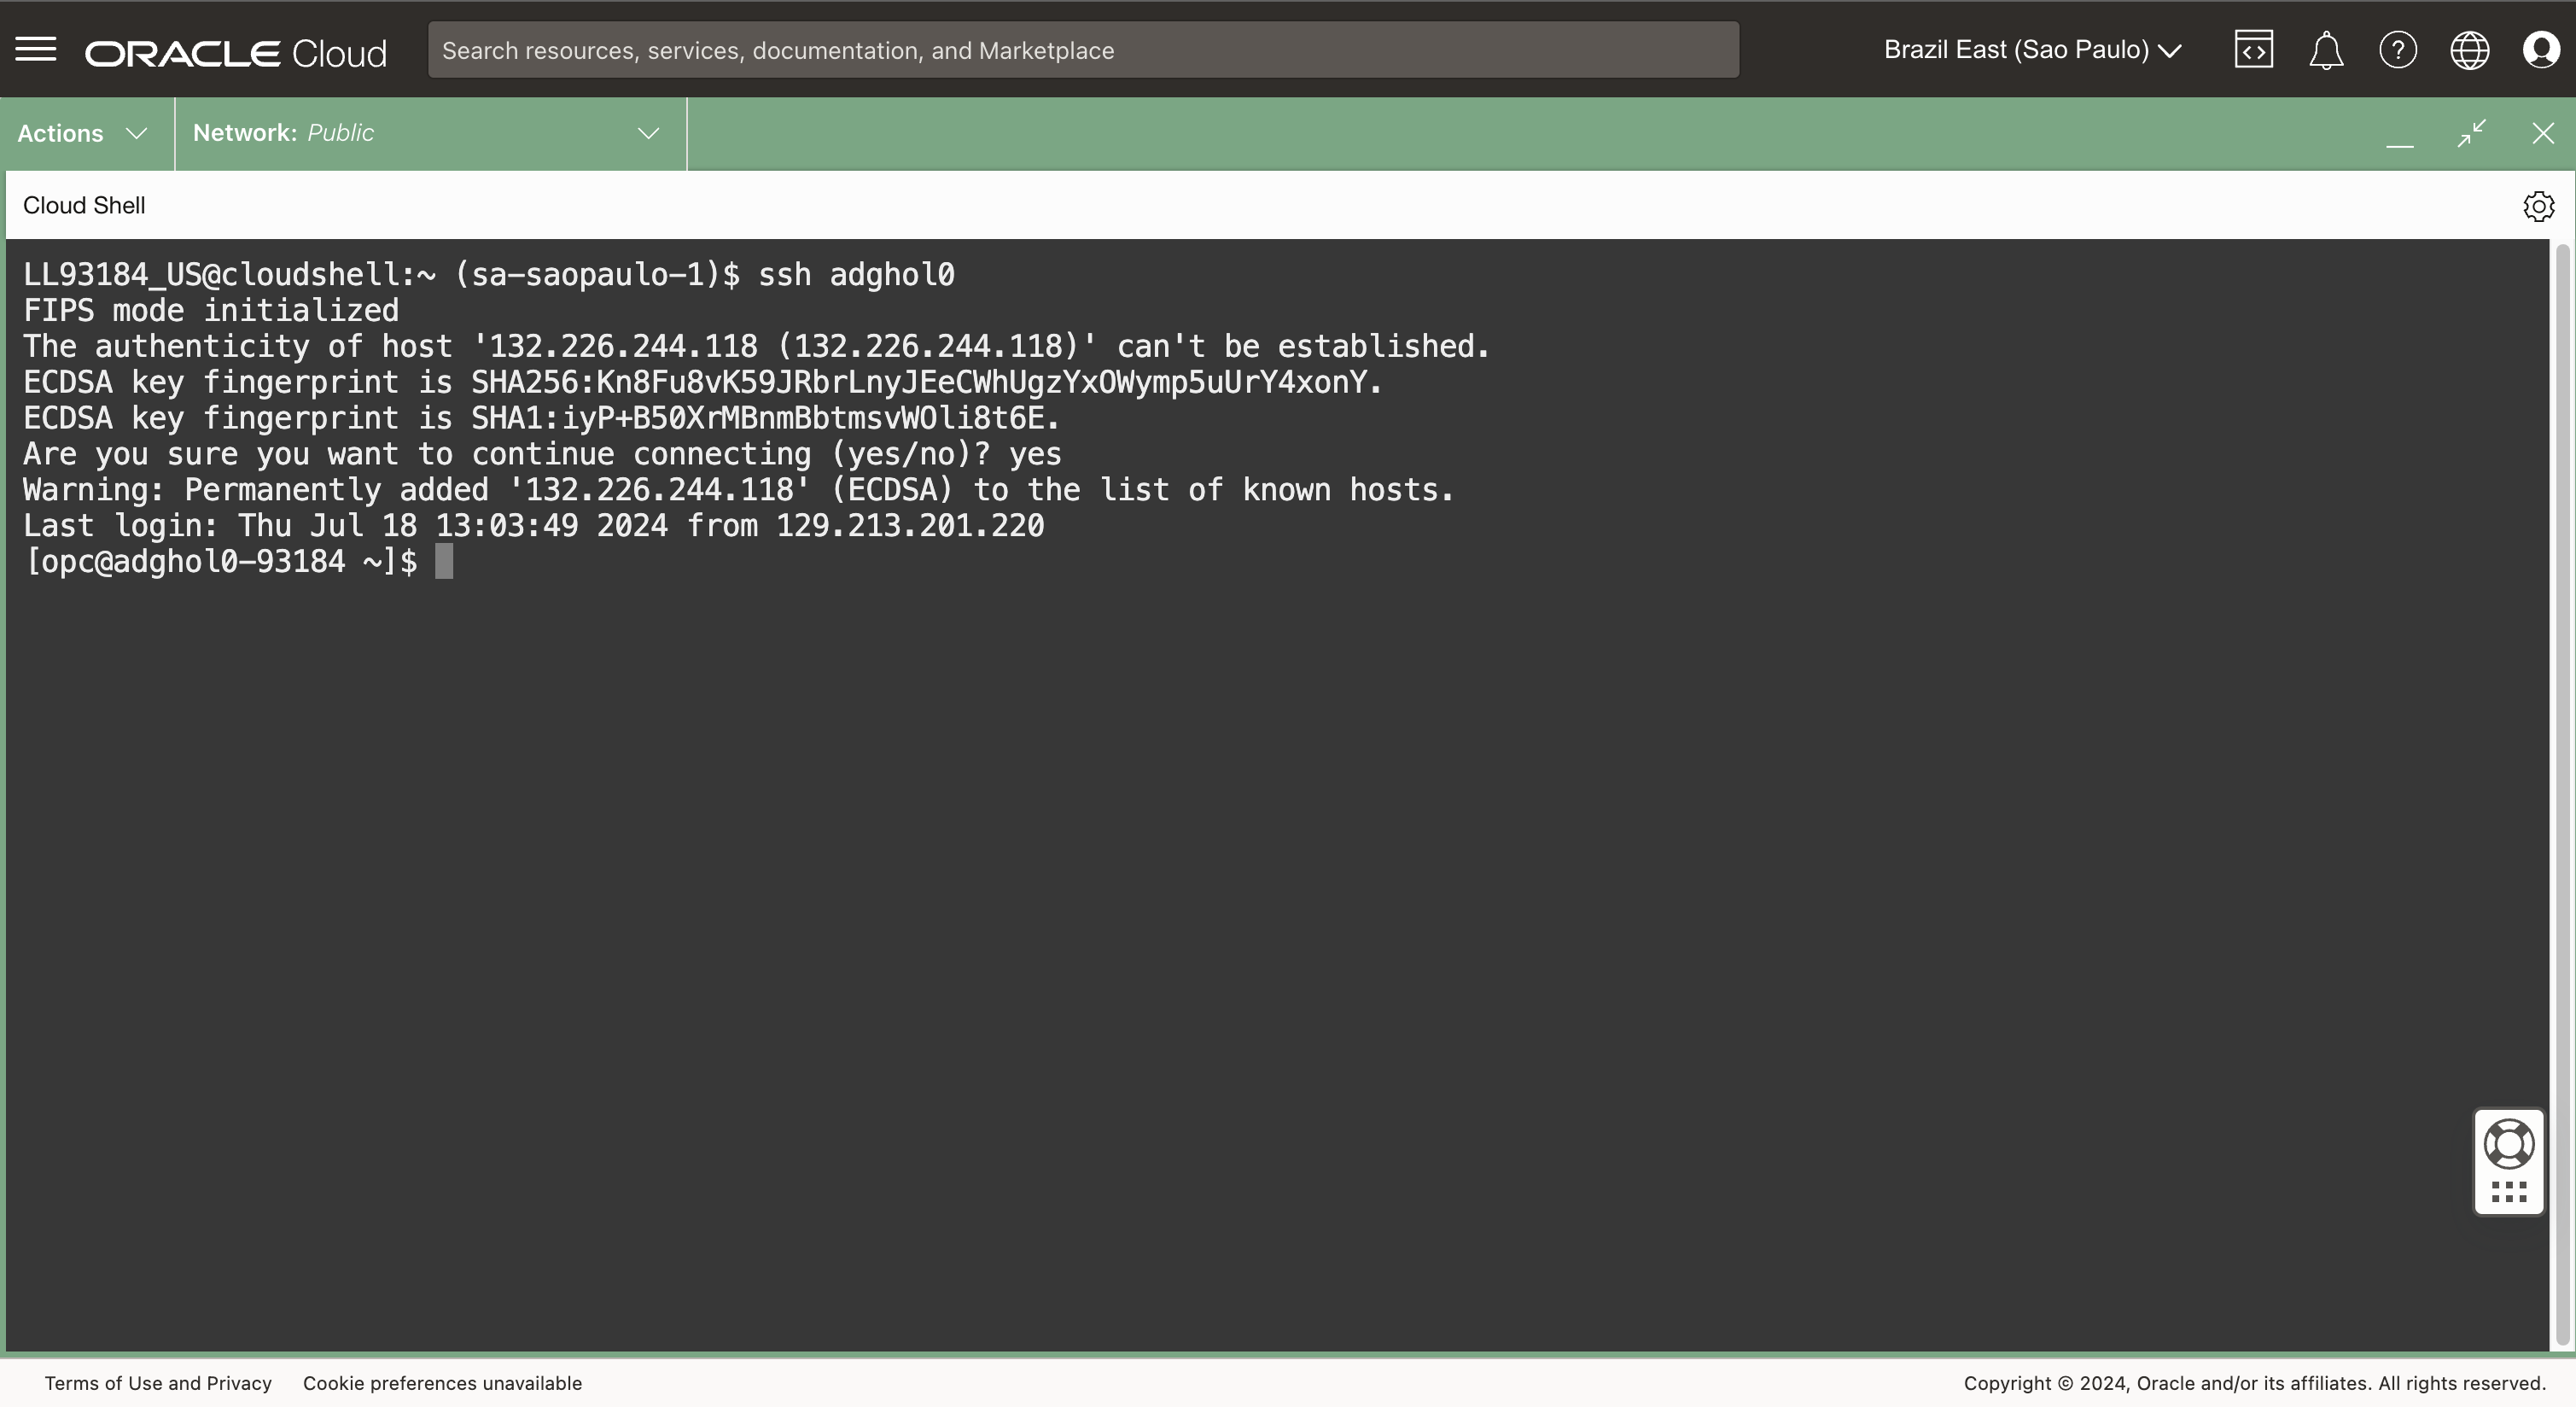 ORACLE Cloud
Search resources, services, documentation, and Marketplace
Brazil East (Sao Paulo)
Actions
Network: Public
Cloud Shell
LL93184_US@cloudshell:~ (sa-saopaulo-1)$ ssh adghol0
FIPS mode initialized
The authenticity of host '132.226.244.118 (132.226.244.118)' can't be established.
ECDSA key fingerprint is SHA256:Kn8Fu8vK59JRbrLnyJEeCWhUgzYxOWymp5uUrY4xonY.
ECDSA key fingerprint is SHA1:iyP+B50XrMBnmBbtmsvWOli8t6E.
Are you sure you want to continue connecting (yes/no)? yes
Warning: Permanently added '132.226.244.118' (ECDSA) to the list of known hosts.
Last login: Thu Jul 18 13:03:49 2024 from 129.213.201.220
[opc@adghol0-93184 ~]$
Terms of Use and Privacy
Cookie preferences unavailable
Copyright © 2024, Oracle and/or its affiliates. All rights reserved.